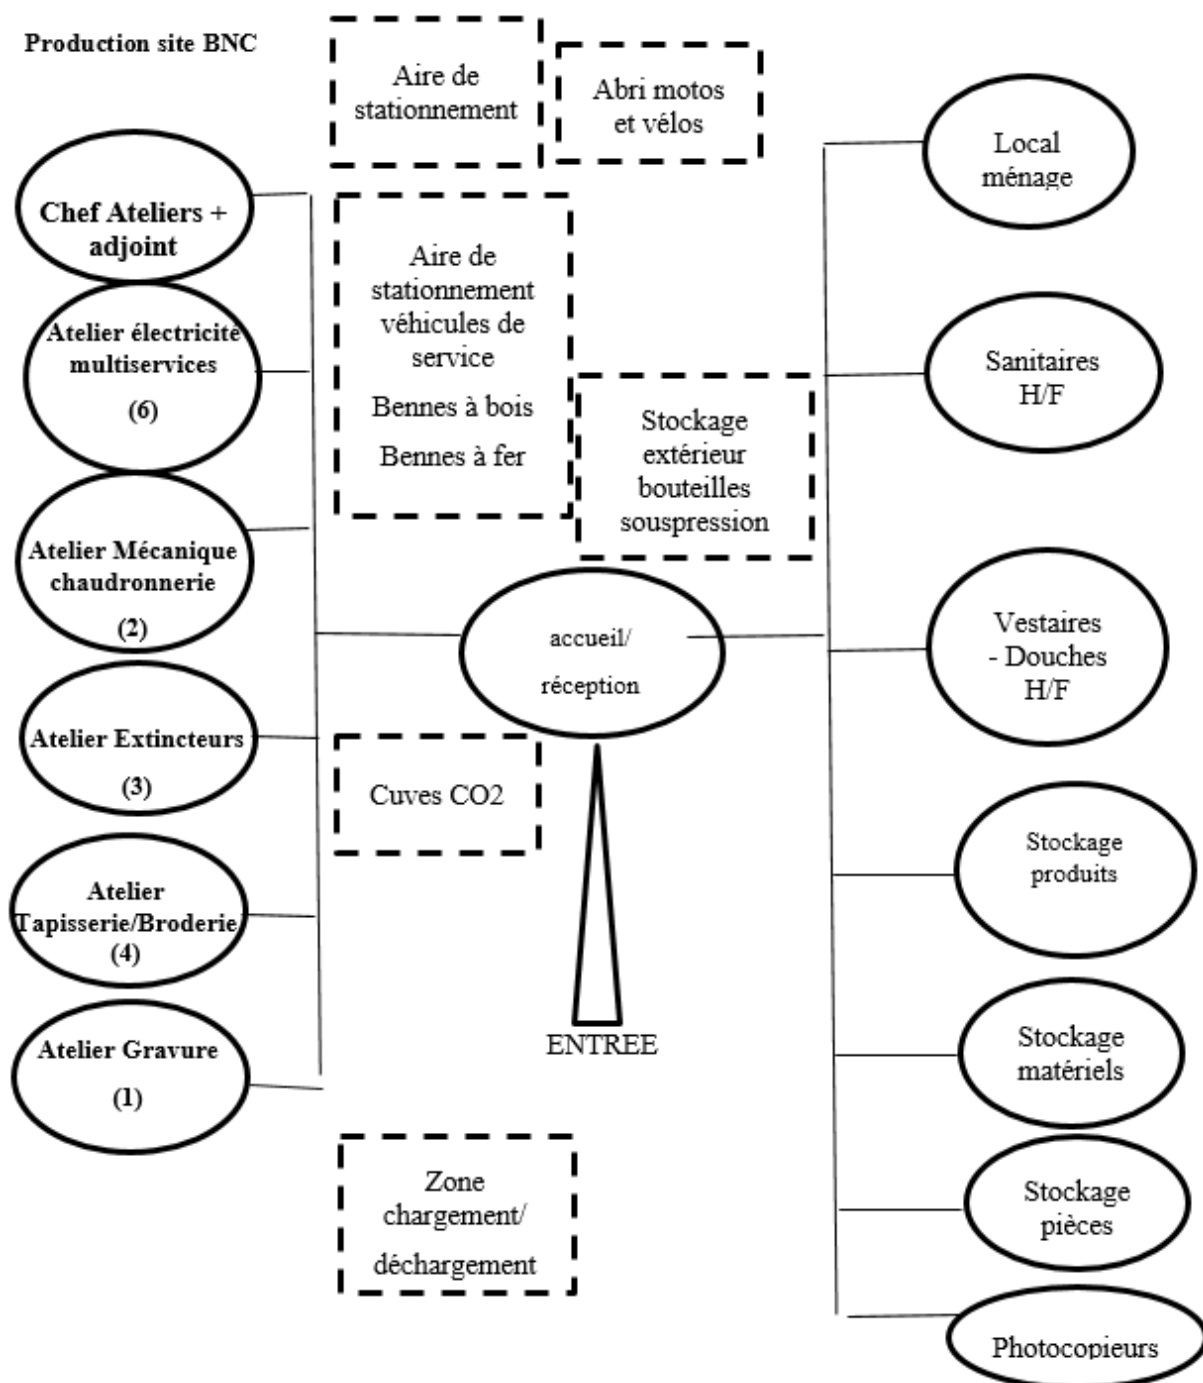 Production site BNC
Aire de
stationnement
Abri motos
et vélos
Local
ménage
Chef Ateliers +
adjoint
Aire de
stationnement
véhicules de
service
Bennes à bois
Bennes à fer
Atelier électricité
multiservices
(6)
Sanitaires
H/F
Stockage
extérieur
bouteilles
souspression
Atelier Mécanique
chaudronnerie
(2)
accueil/
réception
Vestaires
- Douches
H/F
Atelier Extincteurs
(3)
Cuves CO2
Stockage
produits
Atelier
Tapisserie/Broderie
(4)
ENTREE
Stockage
matériels
Atelier Gravure
(1)
Zone
chargement/
déchargement
Stockage
pièces
Photocopieurs